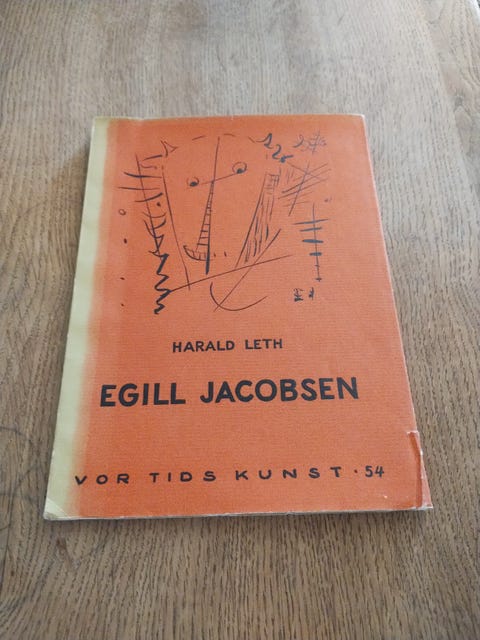 HARALD LETH
EGILL JACOBSEN
VOR TIDS KUNST · 54